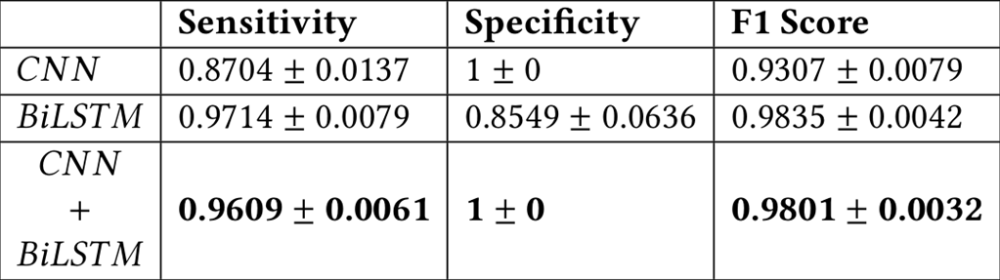 Sensitivity Specificity F1 Score
CNN 0.8704 ± 0.0137 1 ± 0 0.9307 ± 0.0079
BiLSTM 0.9714 ± 0.0079 0.8549 ± 0.0636 0.9835 ± 0.0042
CNN
+ 0.9609 ± 0.0061 1 ± 0 0.9801 ± 0.0032
BiLSTM